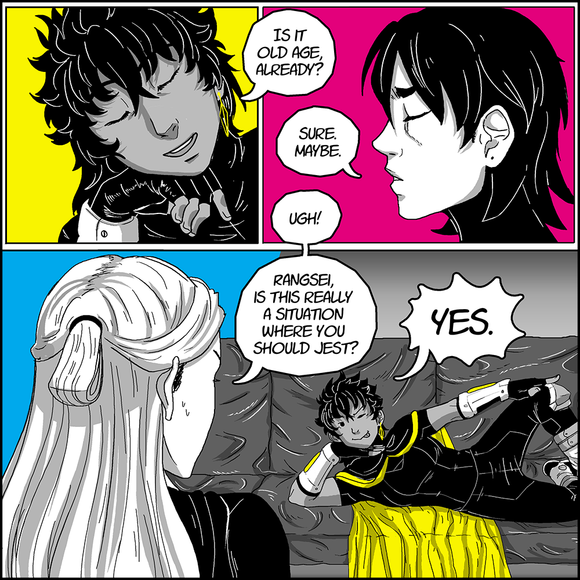 IS IT
OLD AGE,
ALREADY?
SURE.
MAYBE.
UGH!
RANGSEI,
IS THIS REALLY
A SITUATION
WHERE YOU
SHOULD JEST?
YES.